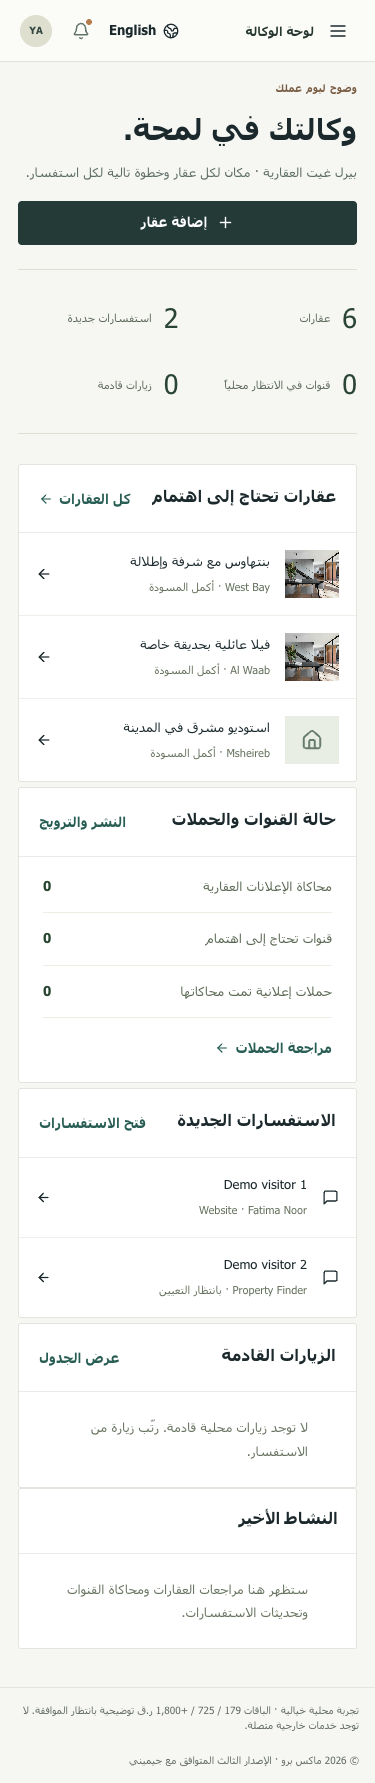 لوحة الوكالة
English
YA
وضوح ليوم عملك
وكالتك في لمحة.
بيرل غيت العقارية · مكان لكل عقار وخطوة تالية لكل استفسار.
إضافة عقار
6 عقارات
2 استفسارات جديدة
0 قنوات في الانتظار محلياً
0 زيارات قادمة
عقارات تحتاج إلى اهتمام
كل العقارات
بنتهاوس مع شرفة وإطلالة
West Bay · أكمل المسودة
فيلا عائلية بحديقة خاصة
Al Waab · أكمل المسودة
استوديو مشرق في المدينة
Msheireb · أكمل المسودة
حالة القنوات والحملات
النشر والترويج
محاكاة الإعلانات العقارية 0
قنوات تحتاج إلى اهتمام 0
حملات إعلانية تمت محاكاتها 0
مراجعة الحملات
الاستفسارات الجديدة
فتح الاستفسارات
Demo visitor 1
Website · Fatima Noor
Demo visitor 2
Property Finder · بانتظار التعيين
الزيارات القادمة
عرض الجدول
لا توجد زيارات محلية قادمة. رتّب زيارة من
الاستفسار.
النشاط الأخير
ستظهر هنا مراجعات العقارات ومحاكاة القنوات
وتحديثات الاستفسارات.
تجربة محلية خيالية · الباقات 179 / 725 / +1,800 ر.ق توضيحية بانتظار الموافقة. لا
توجد خدمات خارجية متصلة.
© 2026 ماكس برو · الإصدار الثالث المتوافق مع جيميني